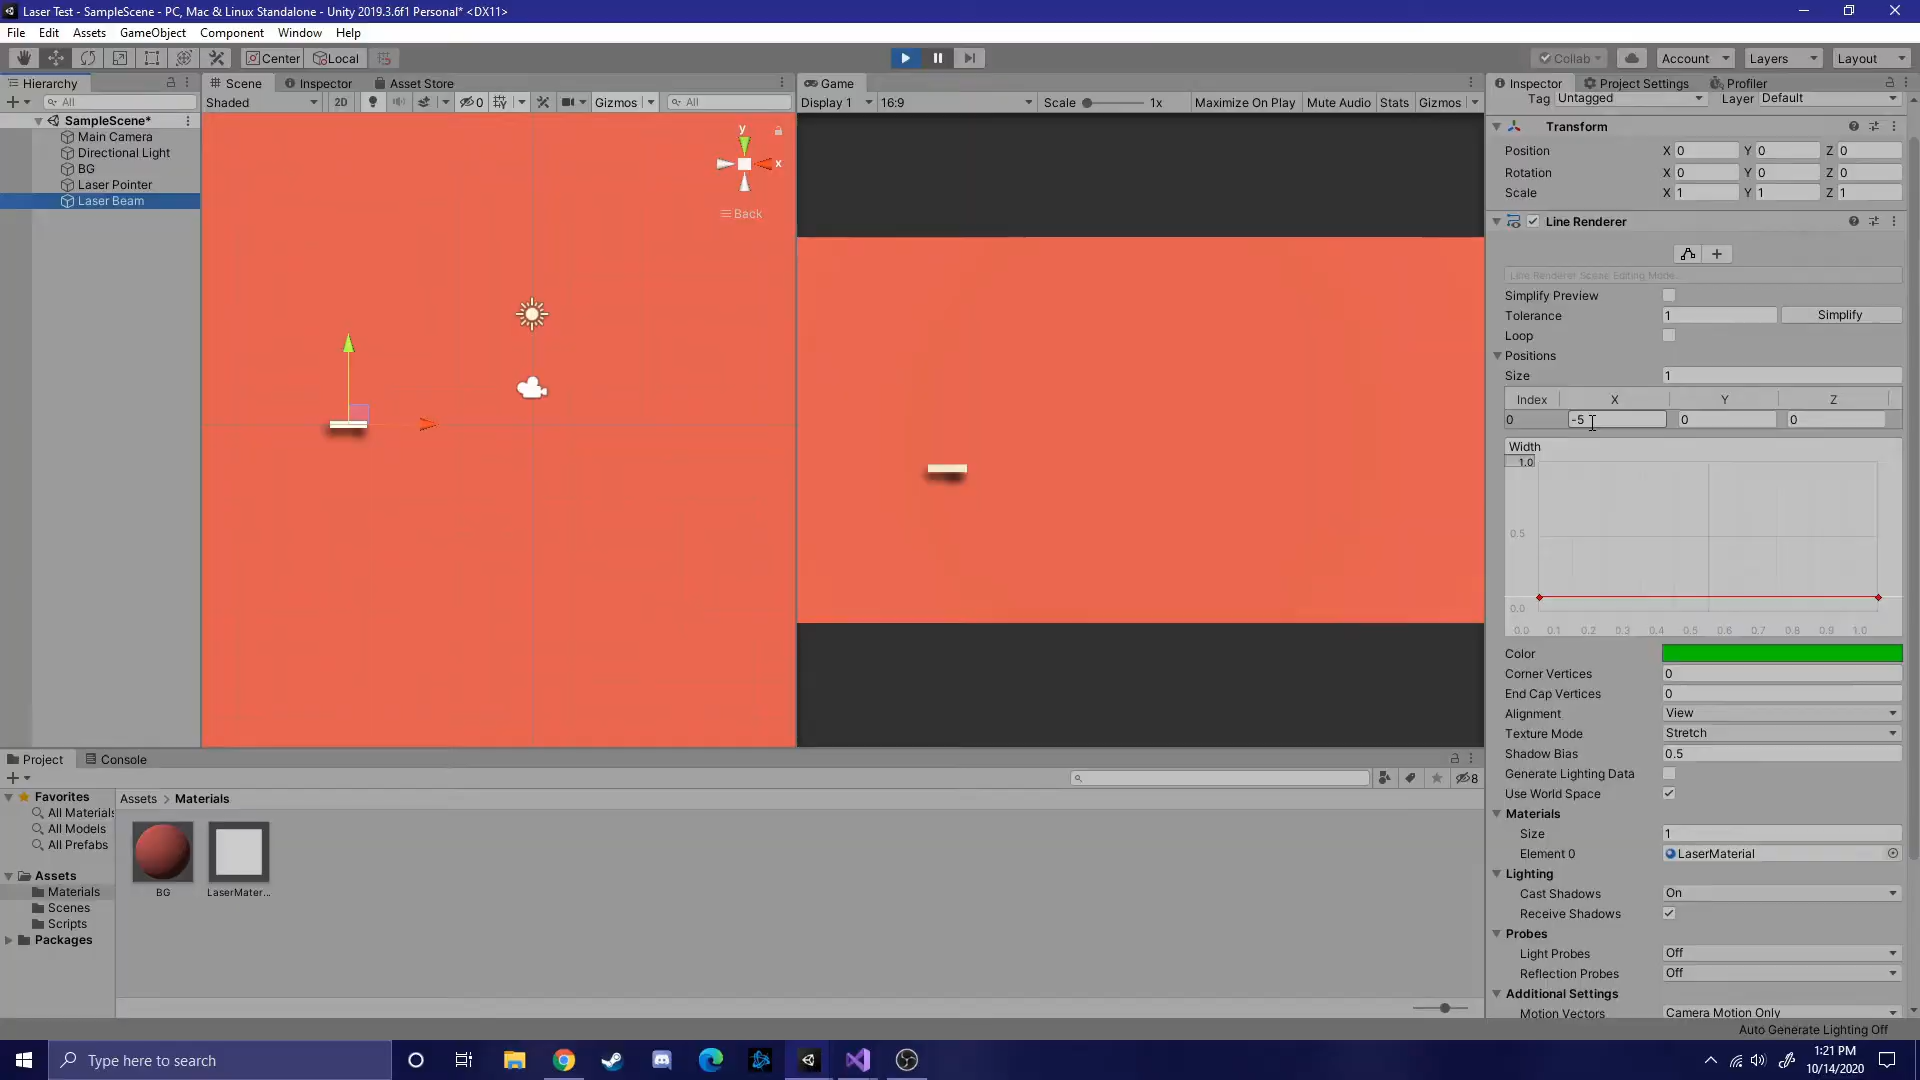 Laser Test - SampleScene - PC, Mac & Linux Standalone - Unity 2019.3.6f1 Personal* <DX11>
File Edit Assets GameObject Component Window Help
Center Local Collab Account Layers Layout
Hierarchy Scene Inspector Asset Store Game Inspector Project Settings Profiler
All Shaded 2D 0 Gizmos All Display 1 16:9 Scale 1x Maximize On Play Mute Audio Stats Gizmos
Tag Untagged Layer Default
SampleScene*
Main Camera
Directional Light
BG
Laser Pointer
Laser Beam
y
x
Back
Transform
Position X 0 Y 0 Z 0
Rotation X 0 Y 0 Z 0
Scale X 1 Y 1 Z 1
Line Renderer
Line Renderer Scene Editing Mode...
Simplify Preview
Tolerance 1 Simplify
Loop
Positions
Size 1
Index X Y Z
0 -5 0 0
Width
1.0
0.5
0.0
0.0 0.1 0.2 0.3 0.4 0.5 0.6 0.7 0.8 0.9 1.0
Color
Corner Vertices 0
End Cap Vertices 0
Alignment View
Texture Mode Stretch
Shadow Bias 0.5
Generate Lighting Data
Use World Space
Materials
Size 1
Element 0 LaserMaterial
Lighting
Cast Shadows On
Receive Shadows
Probes
Light Probes Off
Reflection Probes Off
Additional Settings
Motion Vectors Camera Motion Only
Auto Generate Lighting Off
Project Console
8
Favorites
All Materials
All Models
All Prefabs
Assets
Materials
Scenes
Scripts
Packages
Assets > Materials
BG LaserMater...
Type here to search
1:21 PM
10/14/2020